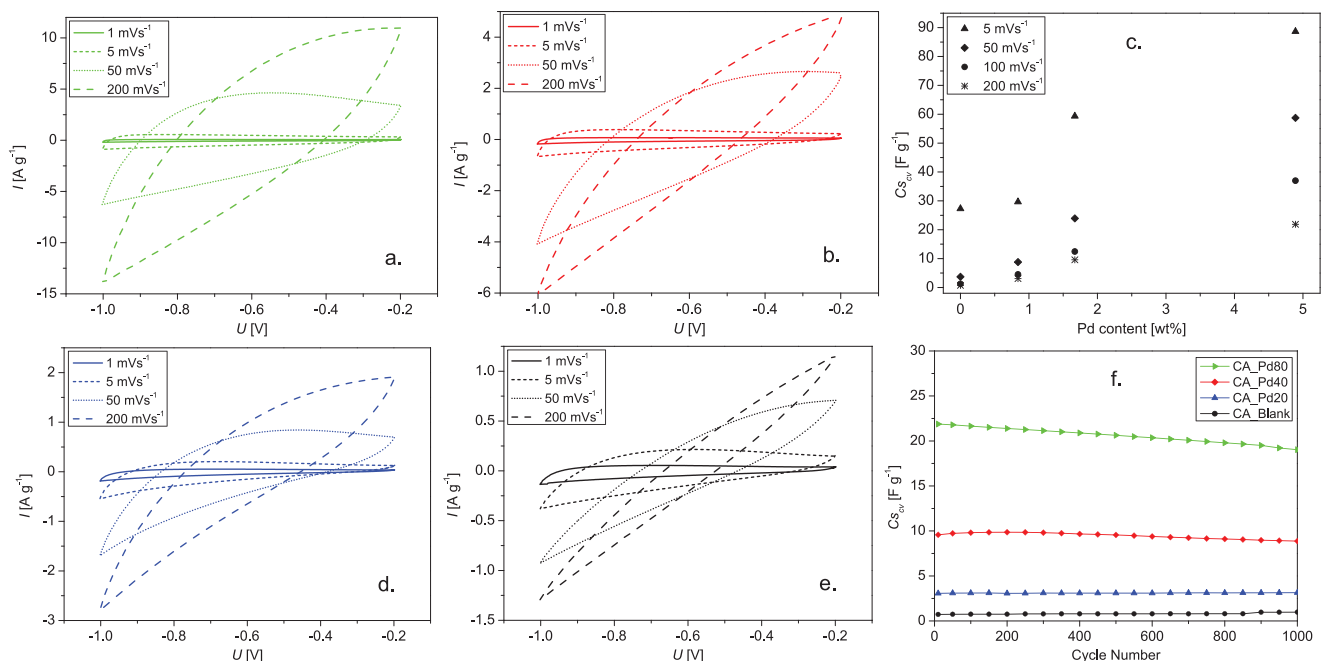 1 mVs⁻¹
5 mVs⁻¹
50 mVs⁻¹
200 mVs⁻¹
10
5
0
-5
-10
-15
I [A g⁻¹]
-1.0
-0.8
-0.6
-0.4
-0.2
U [V]
a.
1 mVs⁻¹
5 mVs⁻¹
50 mVs⁻¹
200 mVs⁻¹
4
2
0
-2
-4
-6
I [A g⁻¹]
-1.0
-0.8
-0.6
-0.4
-0.2
U [V]
b.
5 mVs⁻¹
50 mVs⁻¹
100 mVs⁻¹
200 mVs⁻¹
c.
90
80
70
60
50
40
30
20
10
0
Cs_cv [F g⁻¹]
0
1
2
3
4
5
Pd content [wt%]
1 mVs⁻¹
5 mVs⁻¹
50 mVs⁻¹
200 mVs⁻¹
2
1
0
-1
-2
-3
I [A g⁻¹]
-1.0
-0.8
-0.6
-0.4
-0.2
U [V]
d.
1 mVs⁻¹
5 mVs⁻¹
50 mVs⁻¹
200 mVs⁻¹
1.0
0.5
0.0
-0.5
-1.0
-1.5
I [A g⁻¹]
-1.0
-0.8
-0.6
-0.4
-0.2
U [V]
e.
f.
CA_Pd80
CA_Pd40
CA_Pd20
CA_Blank
30
25
20
15
10
5
0
Cs_cv [F g⁻¹]
0
200
400
600
800
1000
Cycle Number